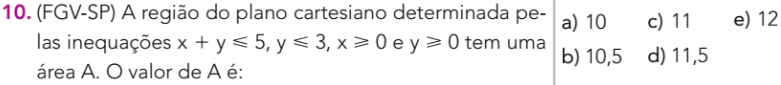 10. (FGV-SP) A região do plano cartesiano determinada pe-
las inequações x + y ⩽ 5, y ⩽ 3, x ⩾ 0 e y ⩾ 0 tem uma
área A. O valor de A é:
a) 10 c) 11 e) 12
b) 10,5 d) 11,5